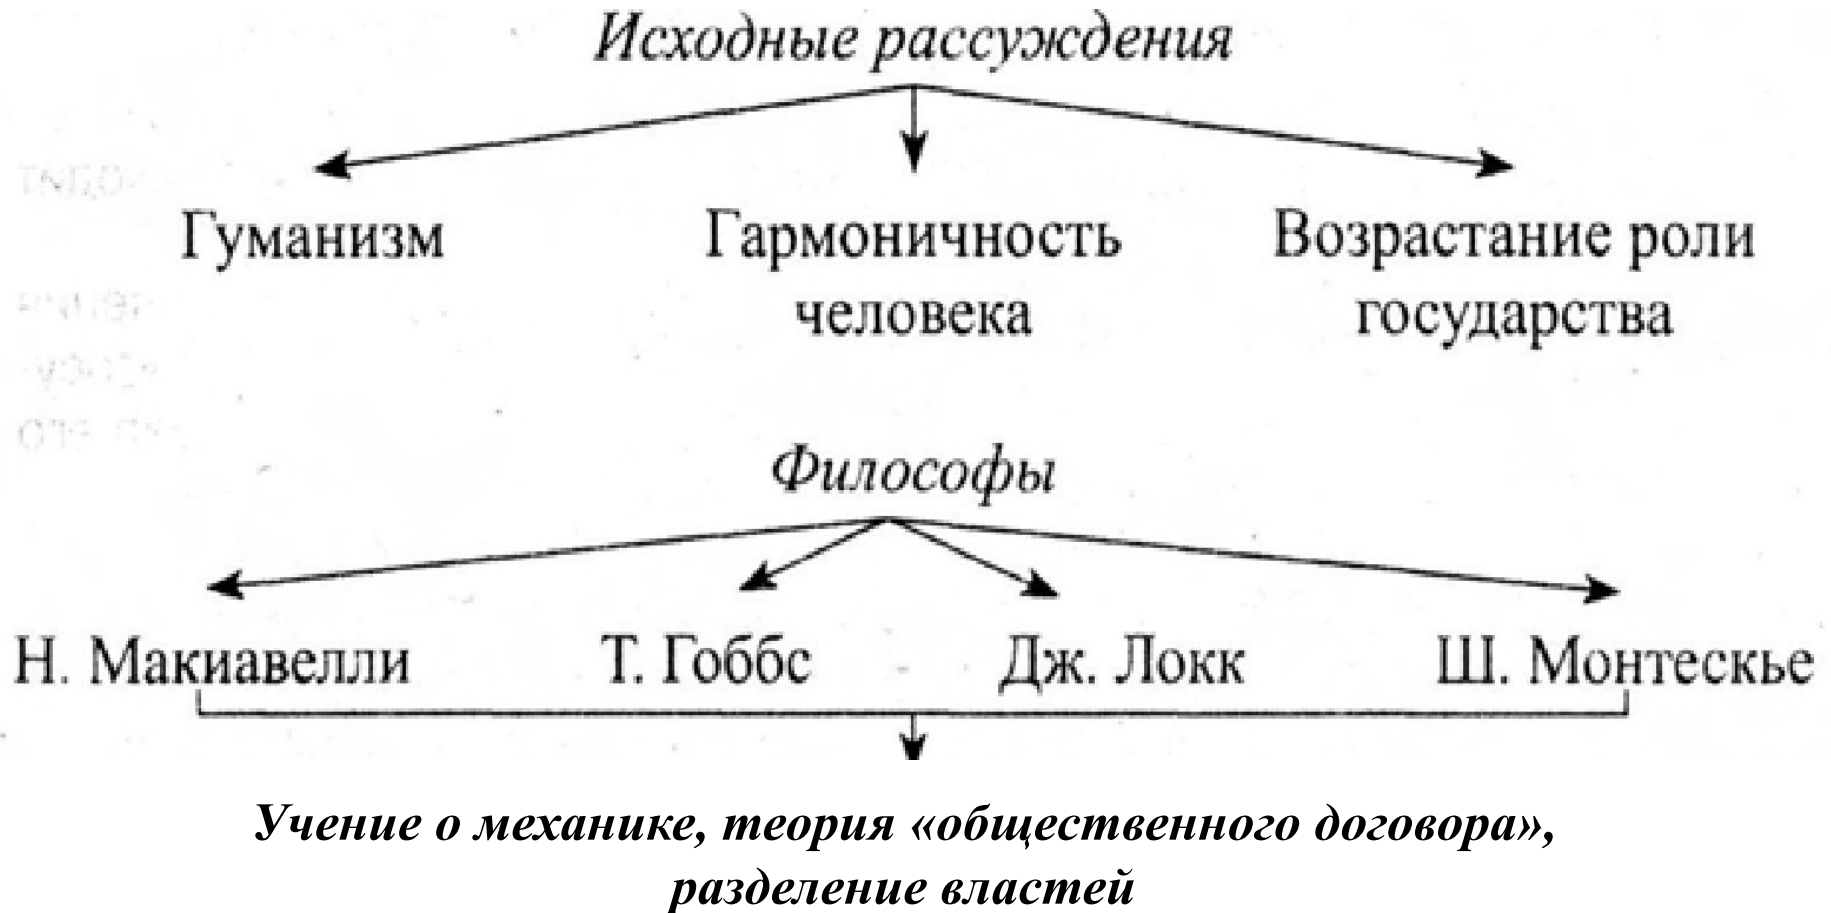 Исходные рассуждения
Гуманизм
Гармоничность
человека
Возрастание роли
государства
Философы
Н. Макиавелли Т. Гоббс Дж. Локк Ш. Монтескье
Учение о механике, теория «общественного договора»,
разделение властей